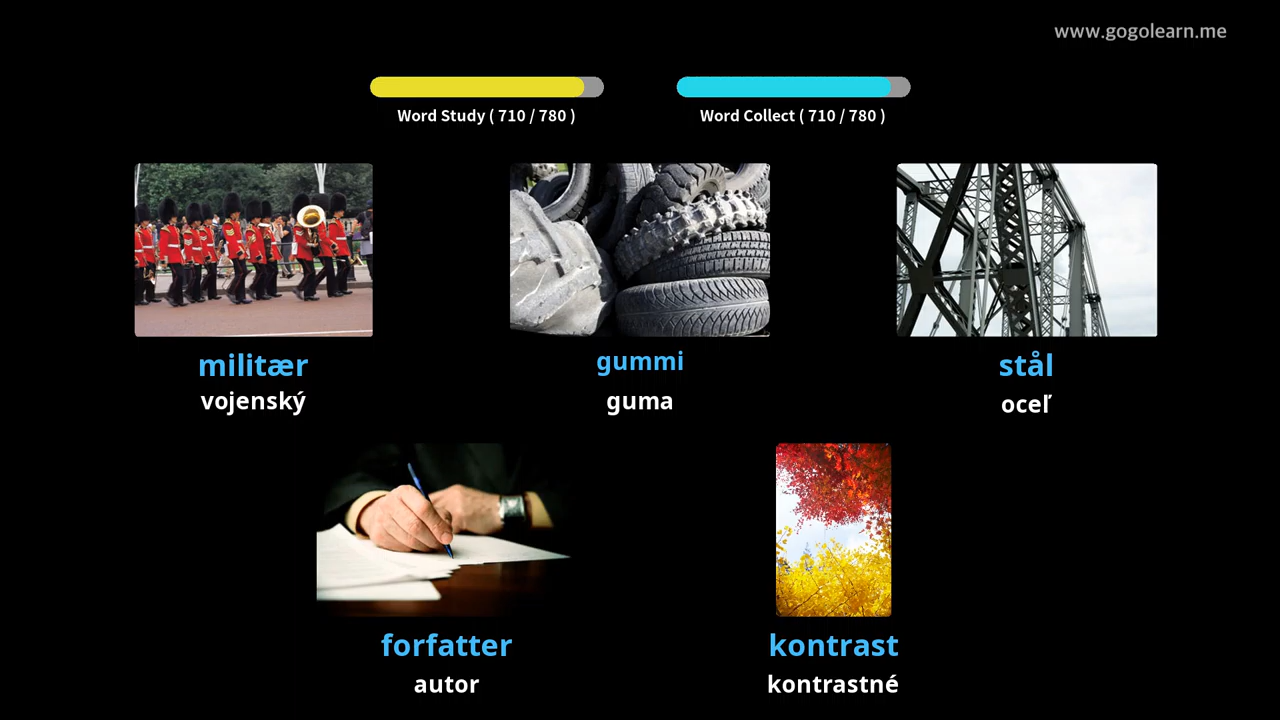 www.gogolearn.me
Word Study ( 710 / 780 )
Word Collect ( 710 / 780 )
militær
vojenský
gummi
guma
stål
oceľ
forfatter
autor
kontrast
kontrastné